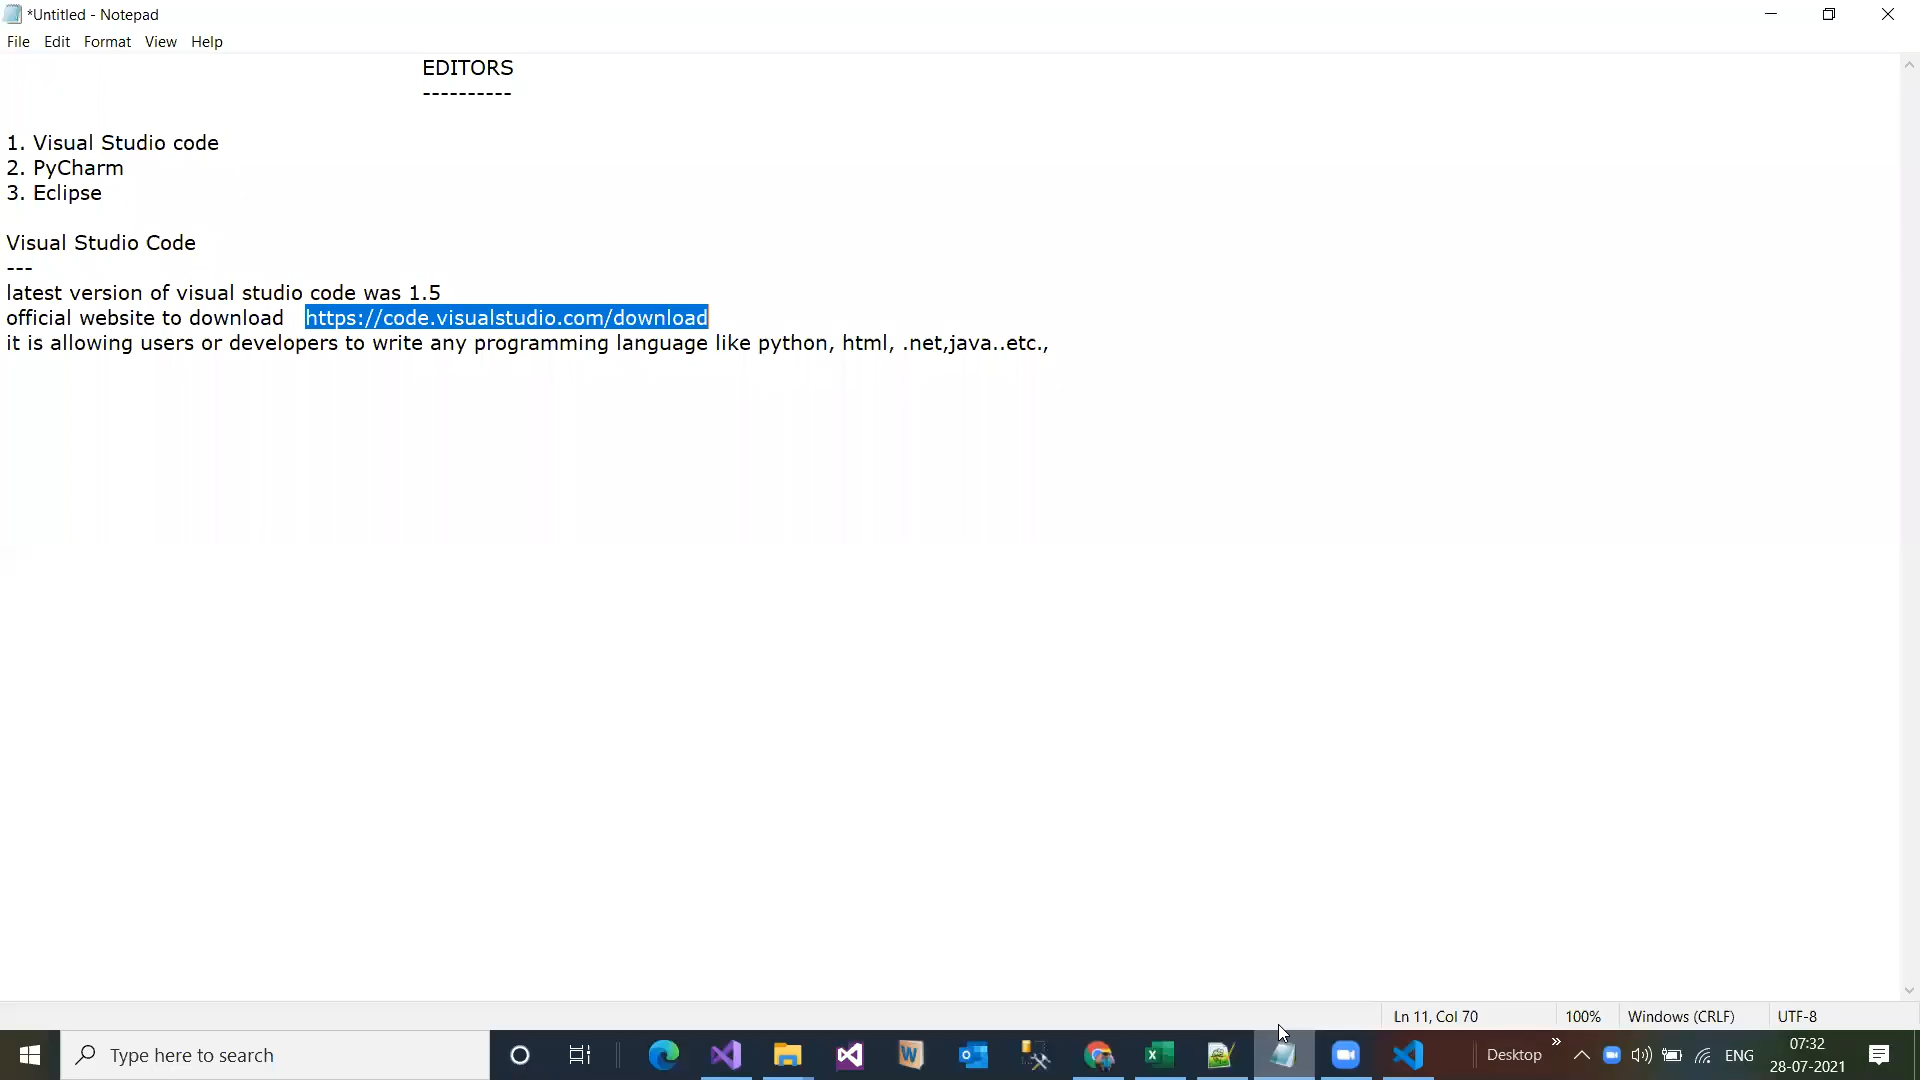 *Untitled - Notepad
File Edit Format View Help
EDITORS
----------
1. Visual Studio code
2. PyCharm
3. Eclipse
Visual Studio Code
---
latest version of visual studio code was 1.5
official website to download   https://code.visualstudio.com/download
it is allowing users or developers to write any programming language like python, html, .net,java..etc.,
Ln 11, Col 70 100% Windows (CRLF) UTF-8
Type here to search
Desktop
ENG
07:32
28-07-2021